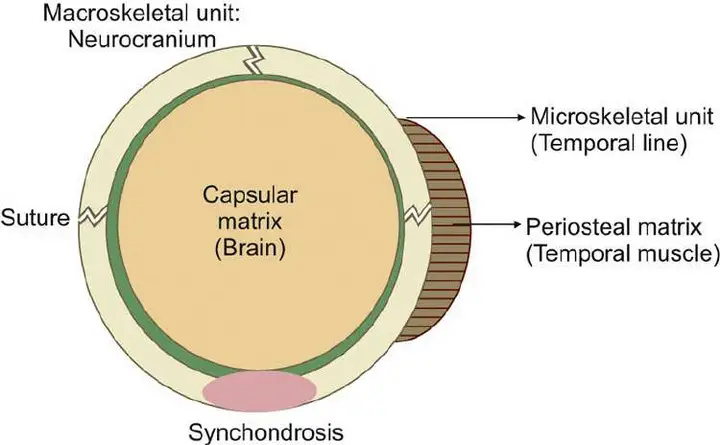 Macroskeletal unit:
Neurocranium
Microskeletal unit
(Temporal line)
Capsular
matrix
(Brain)
Suture
Periosteal matrix
(Temporal muscle)
Synchondrosis